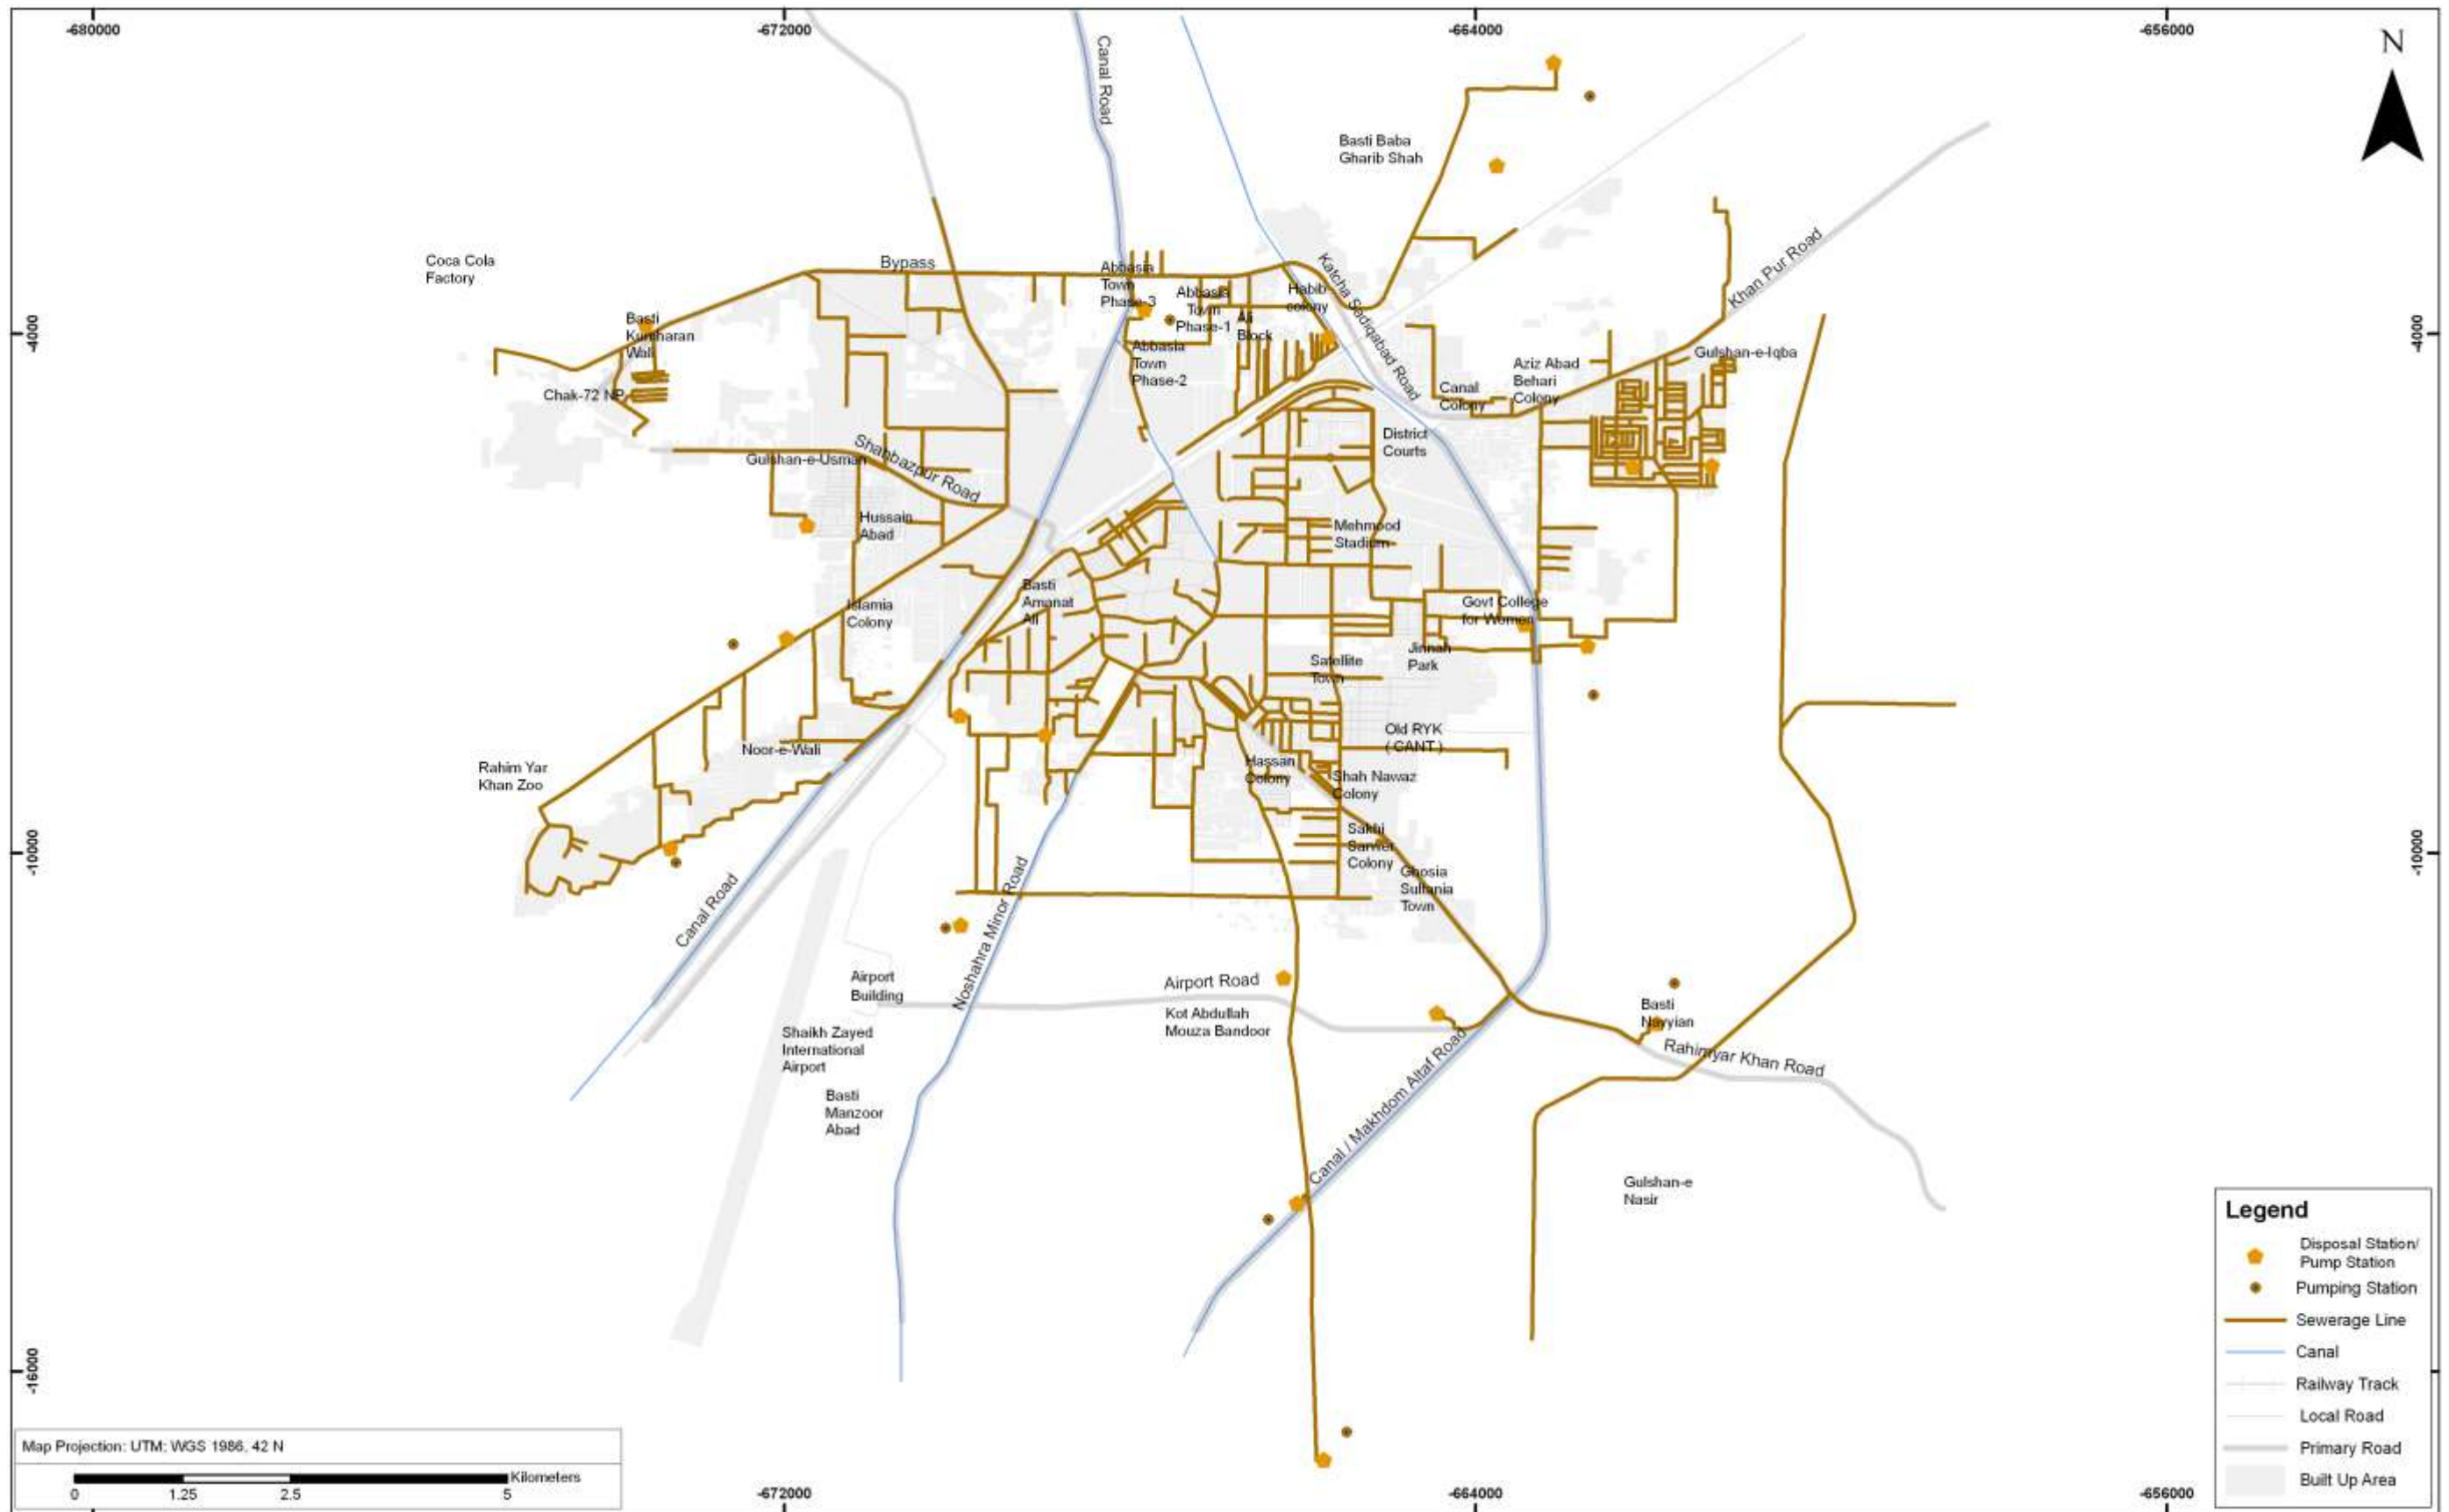 -680000
-672000
-664000
-656000
N
Canal Road
Basti Baba
Gharib Shah
Coca Cola
Factory
Bypass
Abbasia
Town
Phase-3
Abbasia
Town
Phase-1
Habib
colony
Ali
Block
Katcha Sadiqabad Road
Khan Pur Road
-4000
-4000
Basti
Kumharan
Wali
Abbasia
Town
Phase-2
Gulshan-e-Iqba
Aziz Abad
Behari
Colony
Chak-72 NP
Canal
Colony
District
Courts
Shahbazpur Road
Gulshan-e-Usman
Hussain
Abad
Mehmood
Stadium
Basti
Amanat
Ali
Islamia
Colony
Govt College
for Women
Jinnah
Park
Satellite
Town
Noor-e-Wali
Old RYK
( CANT )
Rahim Yar
Khan Zoo
Hassan
Colony
Shah Nawaz
Colony
Sakhi
Sarwer
Colony
Ghosia
Sultania
Town
-10000
-10000
Canal Road
Noshahra Minor Road
Airport
Building
Airport Road
Kot Abdullah
Mouza Bandoor
Basti
Nayyian
Rahimyar Khan Road
Shaikh Zayed
International
Airport
Basti
Manzoor
Abad
Canal / Makhdom Altaf Road
Gulshan-e
Nasir
-16000
Legend
Disposal Station/
Pump Station
Pumping Station
Sewerage Line
Canal
Railway Track
Local Road
Primary Road
Built Up Area
Map Projection: UTM: WGS 1986, 42 N
Kilometers
0 1.25 2.5 5
-672000
-664000
-656000